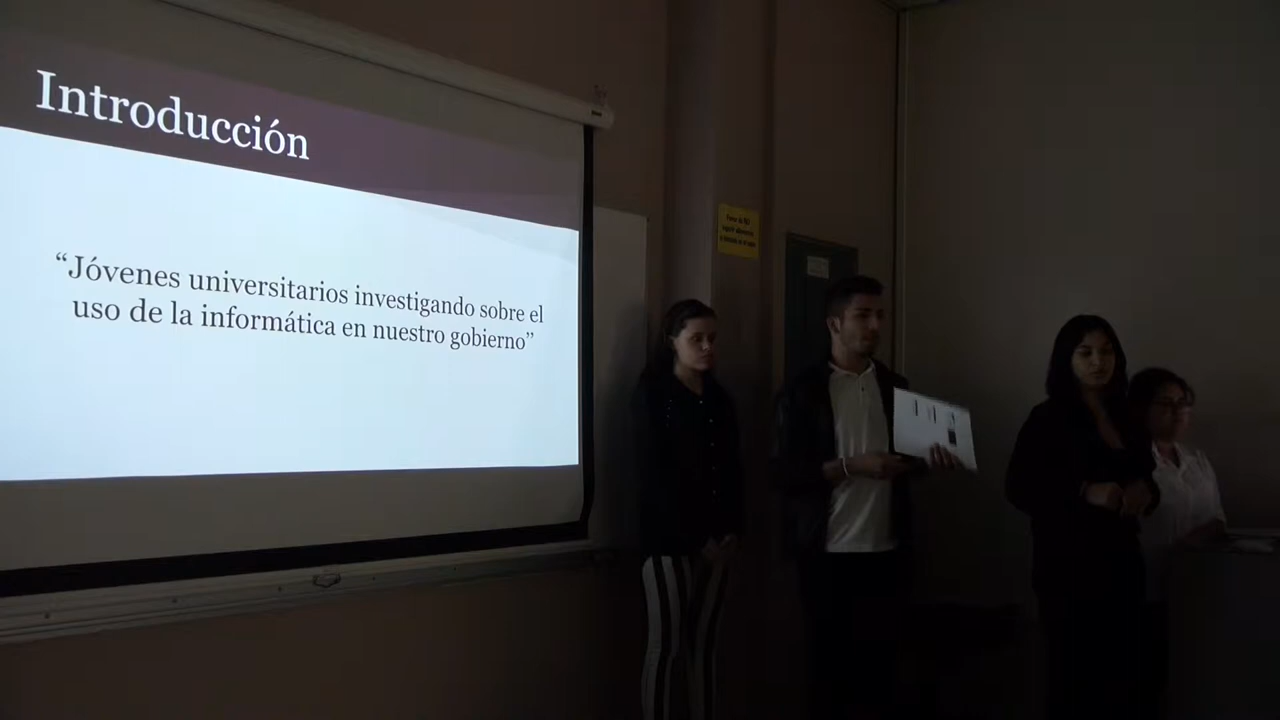 Introducción
“Jóvenes universitarios investigando sobre el
uso de la informática en nuestro gobierno”